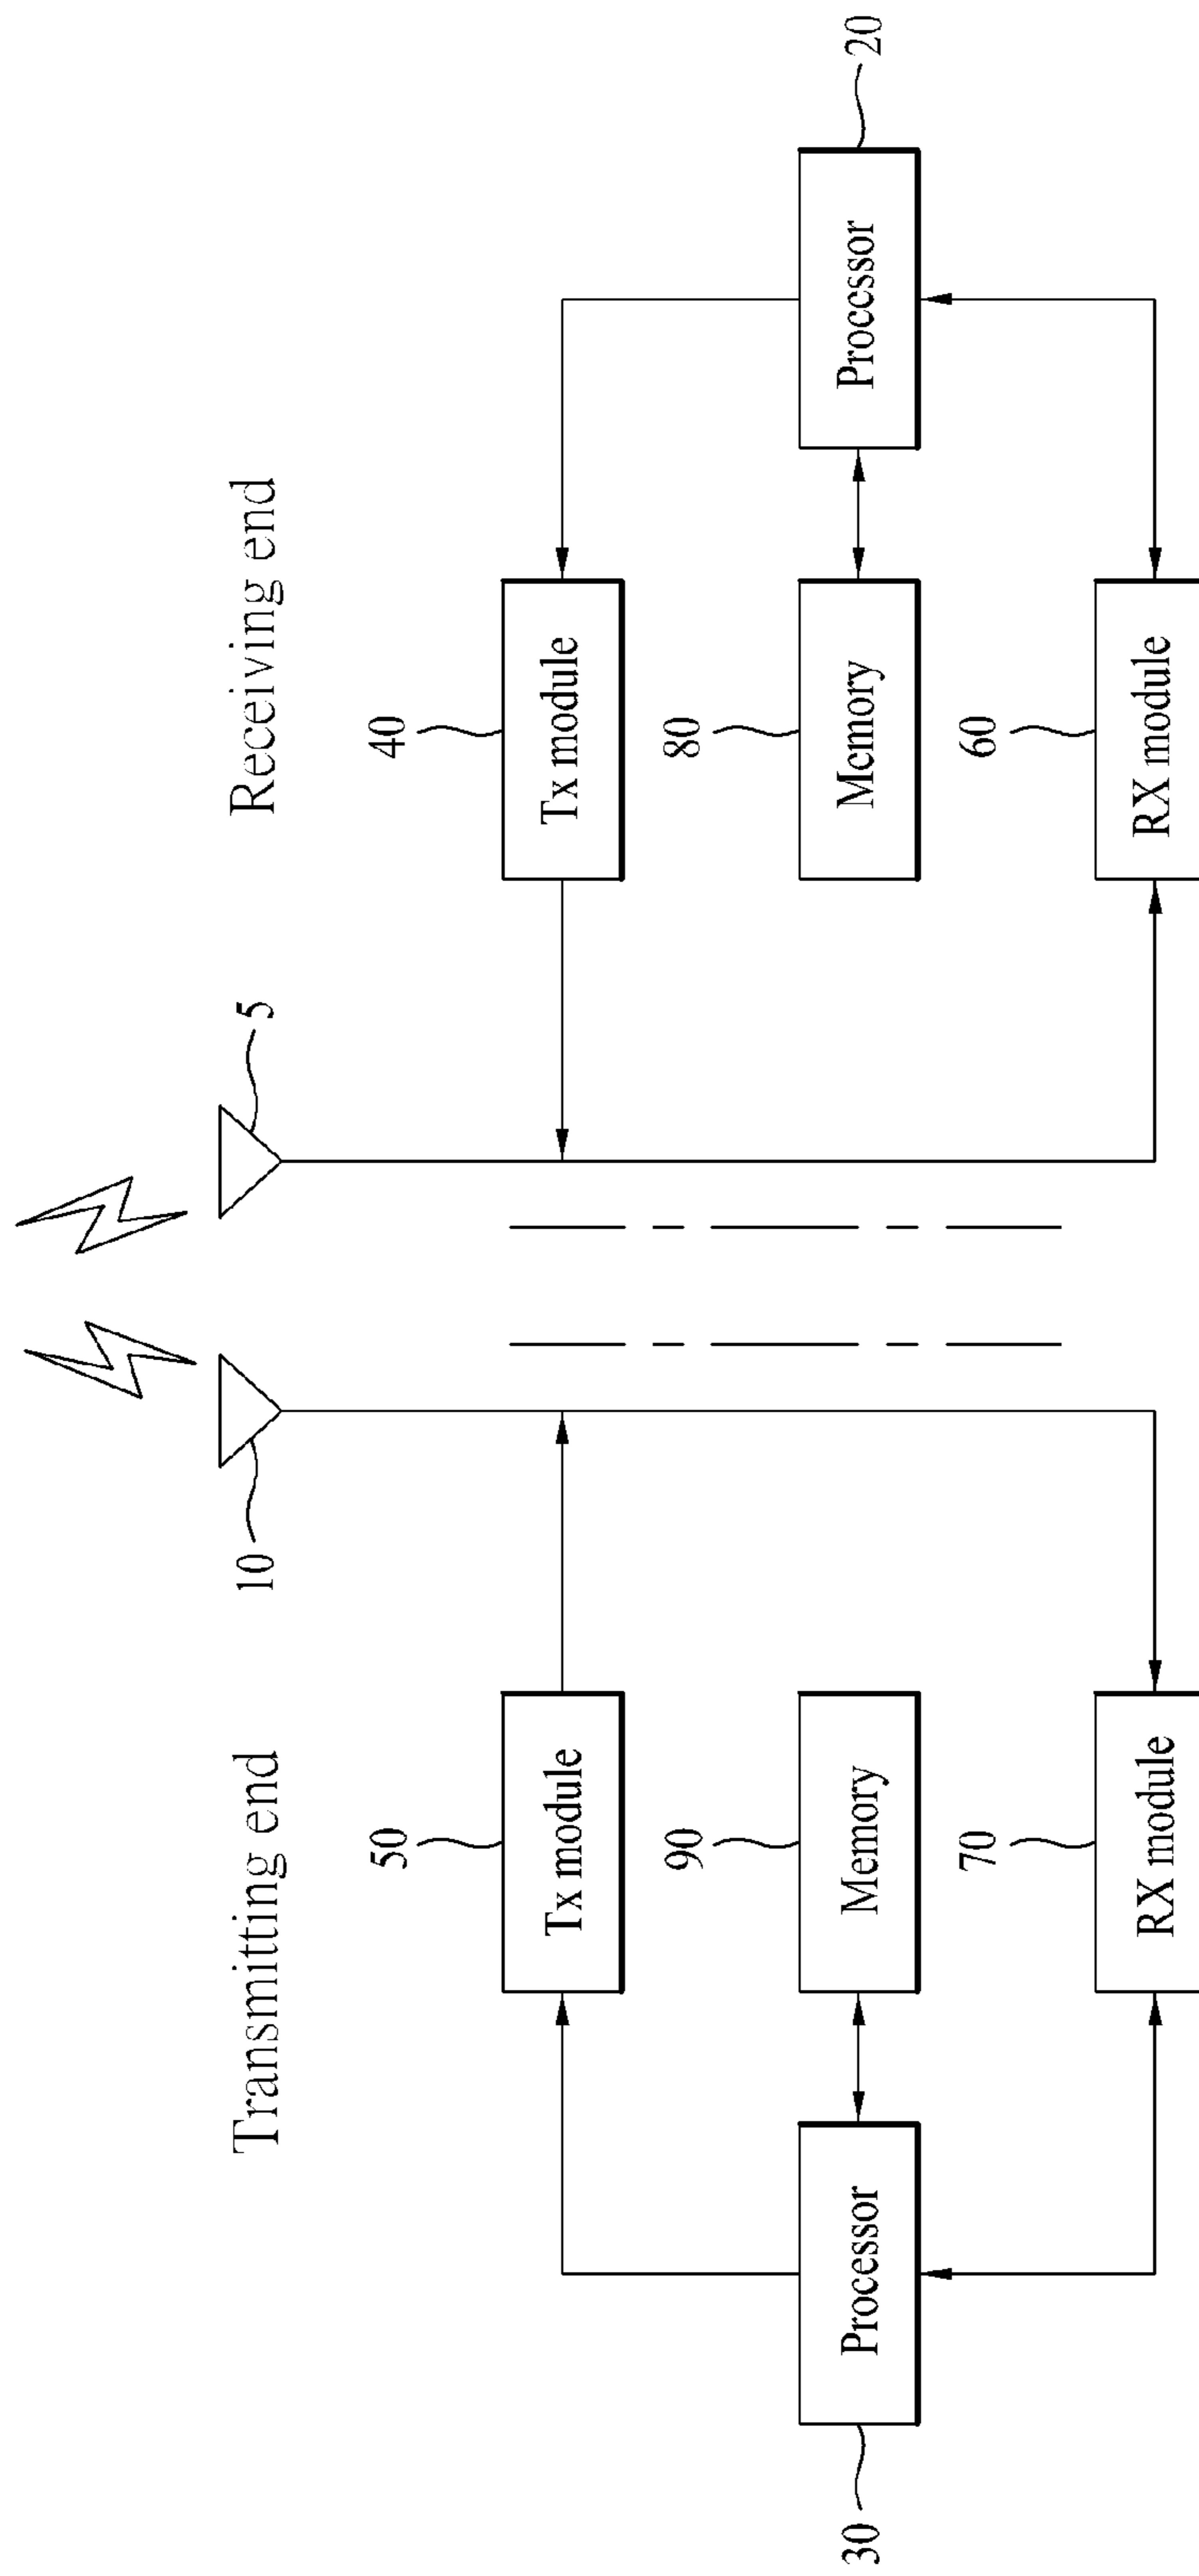 Transmitting end
Receiving end
10
5
50
Tx module
40
Tx module
30
Processor
90
Memory
80
Memory
Processor
20
70
RX module
60
RX module